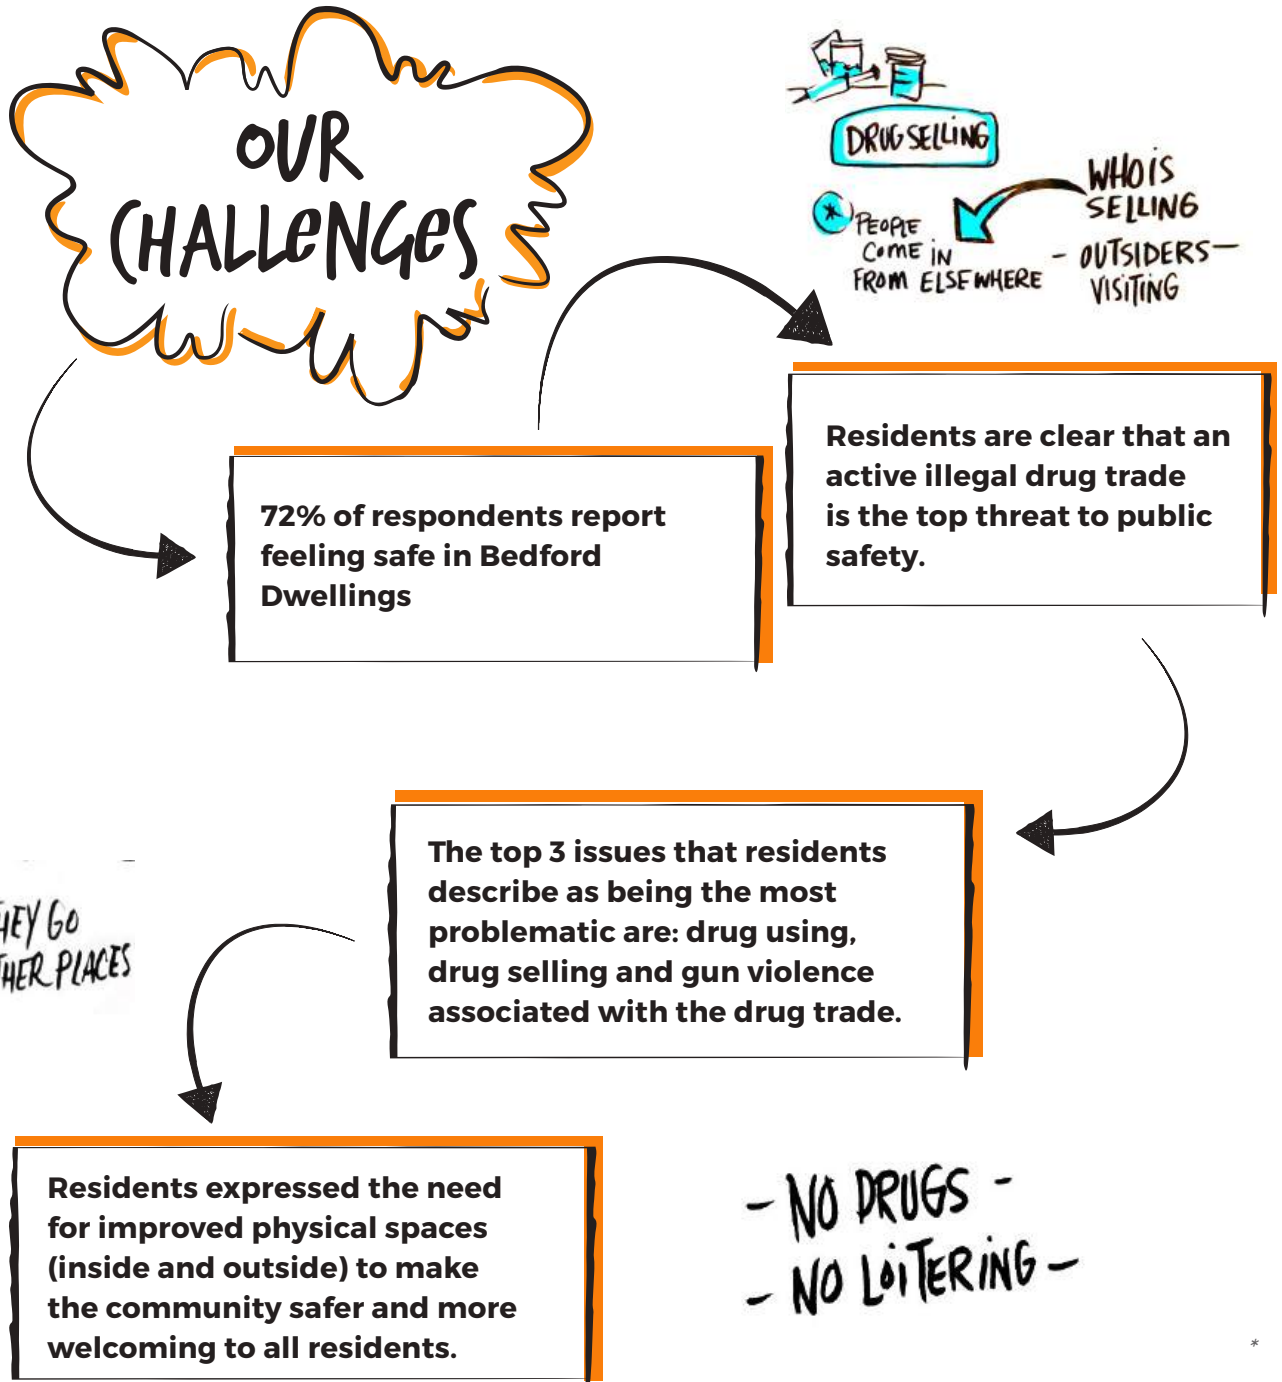 OUR
CHALLENGES
DRUG SELLING
WHO IS
SELLING
PEOPLE
COME IN
FROM ELSEWHERE
- OUTSIDERS -
VISITING
72% of respondents report
feeling safe in Bedford
Dwellings
Residents are clear that an
active illegal drug trade
is the top threat to public
safety.
The top 3 issues that residents
describe as being the most
problematic are: drug using,
drug selling and gun violence
associated with the drug trade.
GO
PLACES
Residents expressed the need
for improved physical spaces
(inside and outside) to make
the community safer and more
welcoming to all residents.
- NO DRUGS -
- NO LOITERING -
*